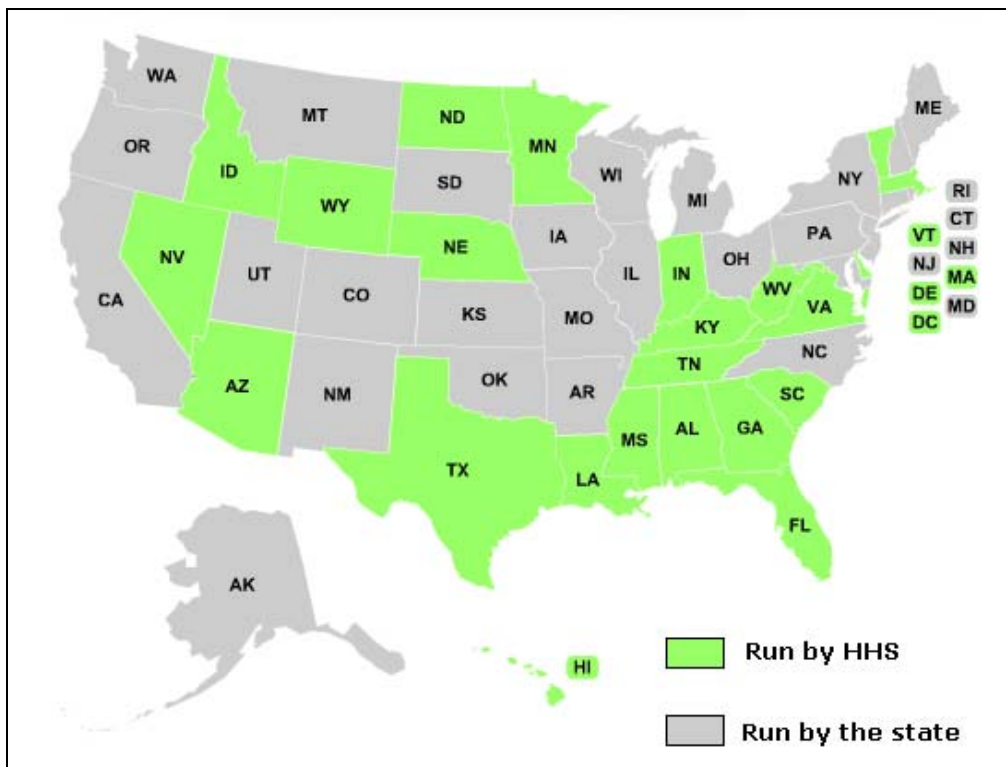 WA
MT
ND
MN
ME
OR
ID
WY
SD
WI
MI
NY
RI
CT
VT
NH
NV
UT
NE
IA
IL
IN
OH
PA
NJ
MA
DE
MD
DC
CA
CO
KS
MO
KY
WV
VA
AZ
NM
OK
AR
TN
NC
SC
TX
LA
MS
AL
GA
FL
AK
HI
Run by HHS
Run by the state